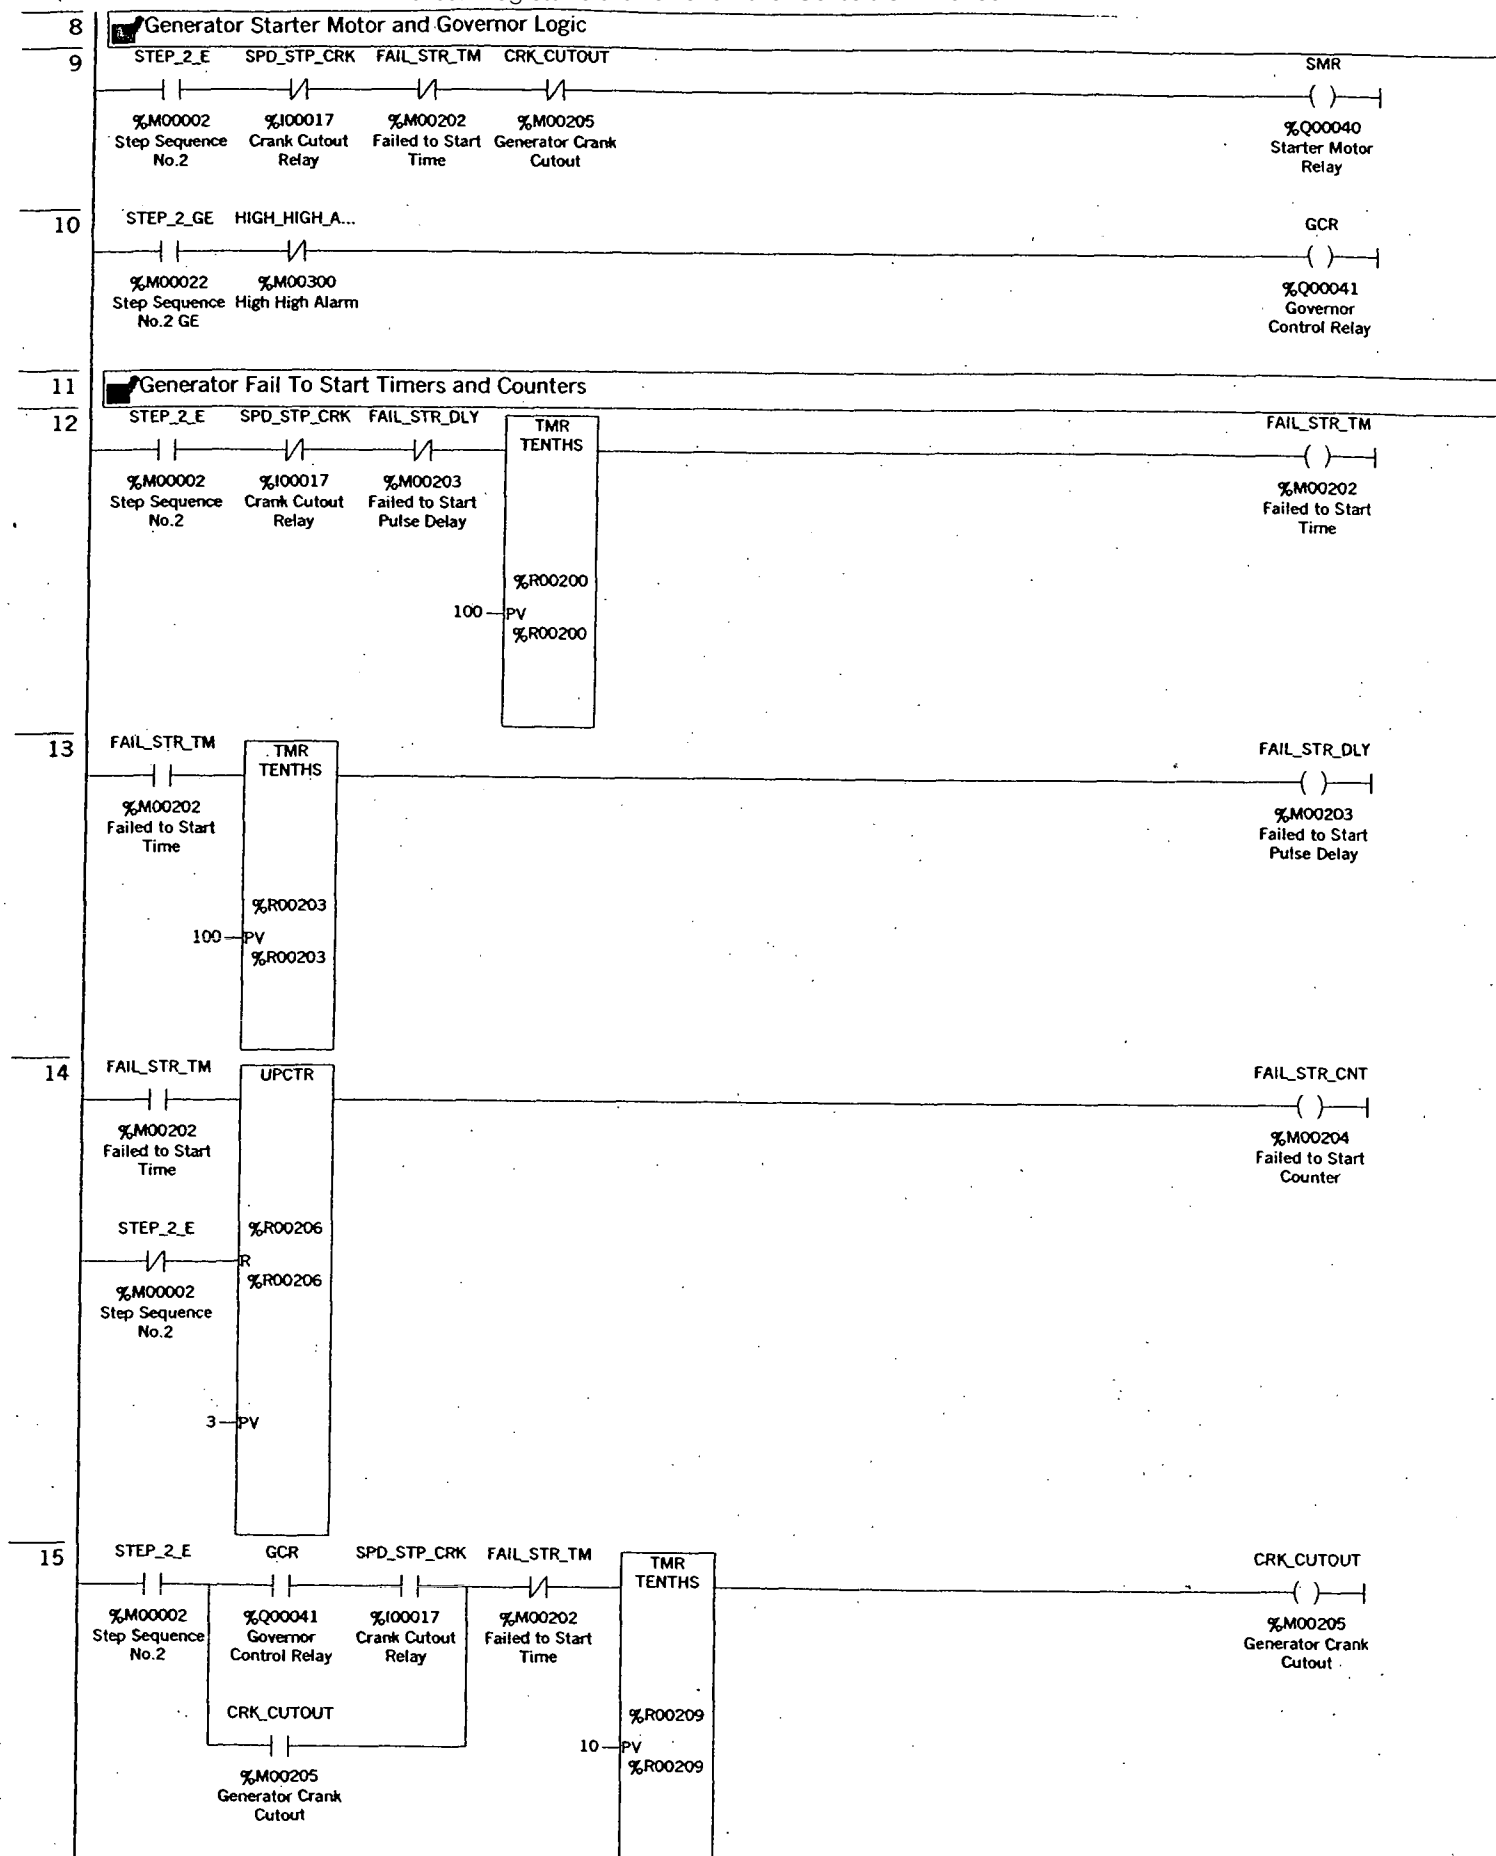 8 Generator Starter Motor and Governor Logic
9
STEP_2_E SPD_STP_CRK FAIL_STR_TM CRK_CUTOUT SMR
%M00002 %I00017 %M00202 %M00205 %Q00040
Step Sequence Crank Cutout Failed to Start Generator Crank Starter Motor
No.2 Relay Time Cutout Relay
10
STEP_2_GE HIGH_HIGH_A... GCR
%M00022 %M00300 %Q00041
Step Sequence High High Alarm Governor
No.2 GE Control Relay
11 Generator Fail To Start Timers and Counters
12
STEP_2_E SPD_STP_CRK FAIL_STR_DLY TMR FAIL_STR_TM
TENTHS
%M00002 %I00017 %M00203 %M00202
Step Sequence Crank Cutout Failed to Start Failed to Start
No.2 Relay Pulse Delay Time
%R00200
100 PV
%R00200
13
FAIL_STR_TM TMR FAIL_STR_DLY
TENTHS
%M00202 %M00203
Failed to Start Failed to Start
Time Pulse Delay
%R00203
100 PV
%R00203
14
FAIL_STR_TM UPCTR FAIL_STR_CNT
%M00202 %M00204
Failed to Start Failed to Start
Time Counter
STEP_2_E %R00206
R
%R00206
%M00002
Step Sequence
No.2
3 PV
15
STEP_2_E GCR SPD_STP_CRK FAIL_STR_TM TMR CRK_CUTOUT
TENTHS
%M00002 %Q00041 %I00017 %M00202 %M00205
Step Sequence Governor Crank Cutout Failed to Start Generator Crank
No.2 Control Relay Relay Time Cutout
CRK_CUTOUT %R00209
10 PV
%R00209
%M00205
Generator Crank
Cutout